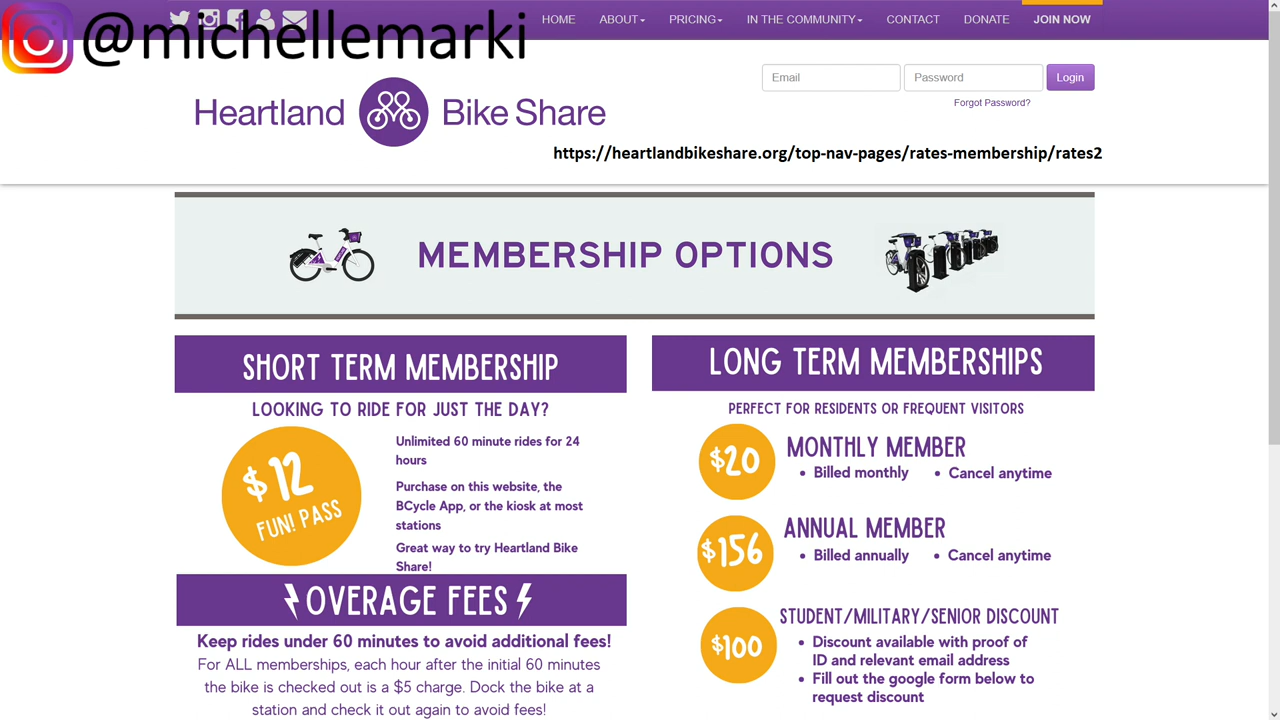 @michellemarki
HOME ABOUT PRICING IN THE COMMUNITY CONTACT DONATE JOIN NOW
Email Password Login
Forgot Password?
Heartland Bike Share
https://heartlandbikeshare.org/top-nav-pages/rates-membership/rates2
MEMBERSHIP OPTIONS
SHORT TERM MEMBERSHIP
LOOKING TO RIDE FOR JUST THE DAY?
$12
FUN! PASS
Unlimited 60 minute rides for 24
hours
Purchase on this website, the
BCycle App, or the kiosk at most
stations
Great way to try Heartland Bike
Share!
OVERAGE FEES
Keep rides under 60 minutes to avoid additional fees!
For ALL memberships, each hour after the initial 60 minutes
the bike is checked out is a $5 charge. Dock the bike at a
station and check it out again to avoid fees!
LONG TERM MEMBERSHIPS
PERFECT FOR RESIDENTS OR FREQUENT VISITORS
$20
MONTHLY MEMBER
• Billed monthly • Cancel anytime
$156
ANNUAL MEMBER
• Billed annually • Cancel anytime
$100
STUDENT/MILITARY/SENIOR DISCOUNT
• Discount available with proof of
ID and relevant email address
• Fill out the google form below to
request discount